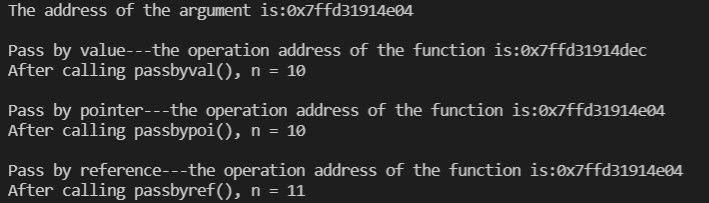 The address of the argument is:0x7ffd31914e04
Pass by value---the operation address of the function is:0x7ffd31914dec
After calling passbyval(), n = 10
Pass by pointer---the operation address of the function is:0x7ffd31914e04
After calling passbypoi(), n = 10
Pass by reference---the operation address of the function is:0x7ffd31914e04
After calling passbyref(), n = 11